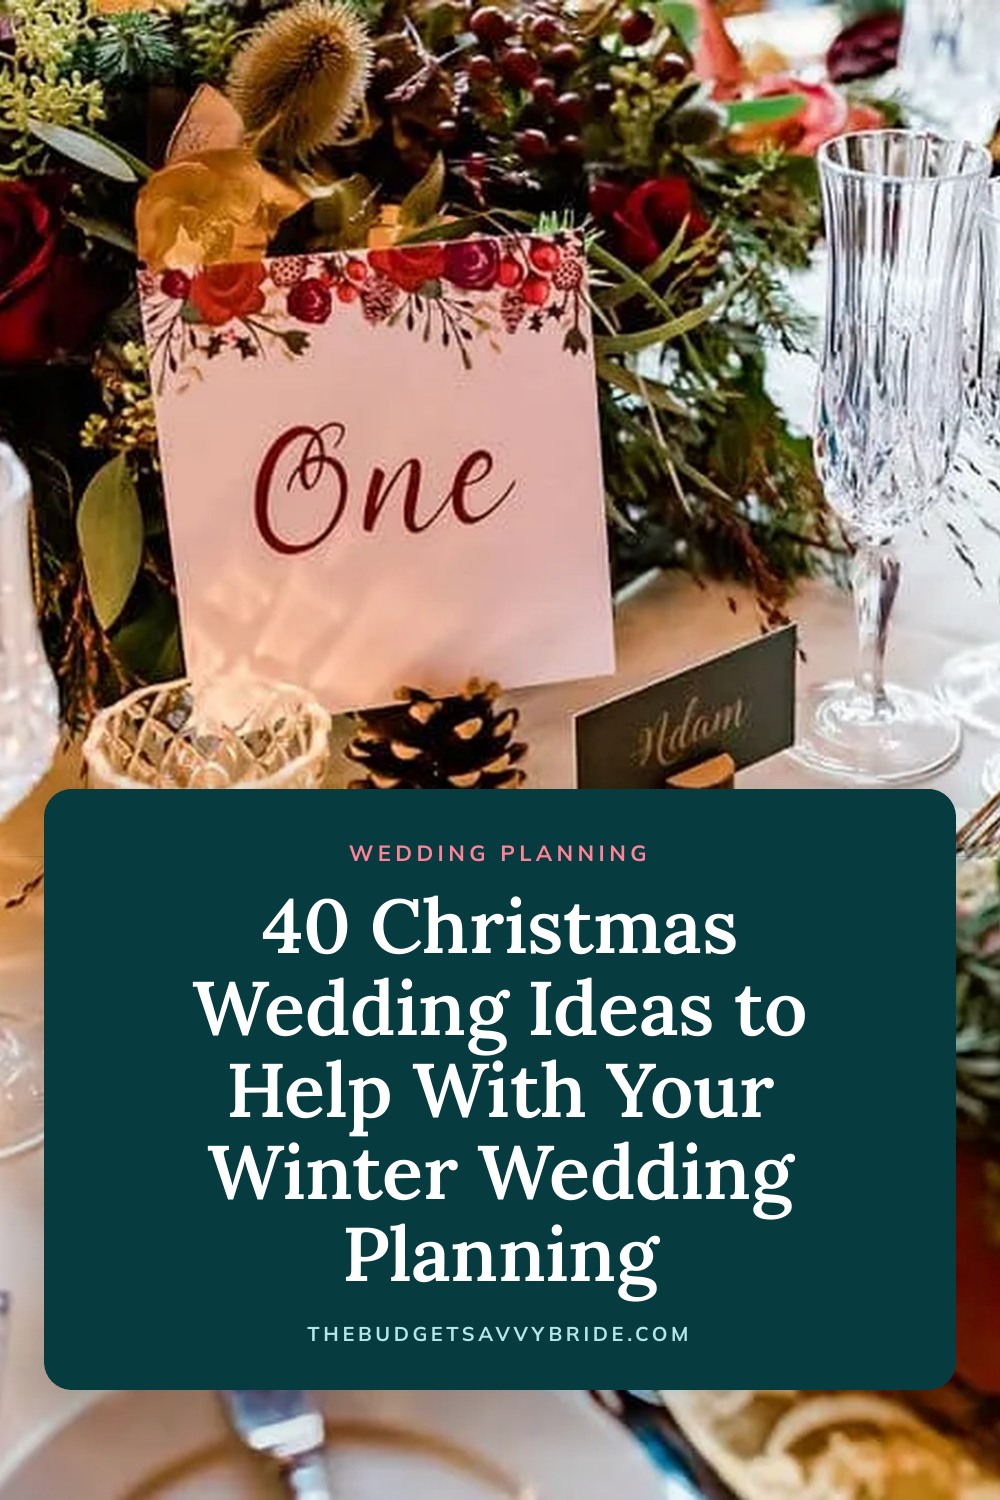 One
Adam
WEDDING PLANNING
40 Christmas
Wedding Ideas to
Help With Your
Winter Wedding
Planning
THEBUDGETSAVVYBRIDE.COM